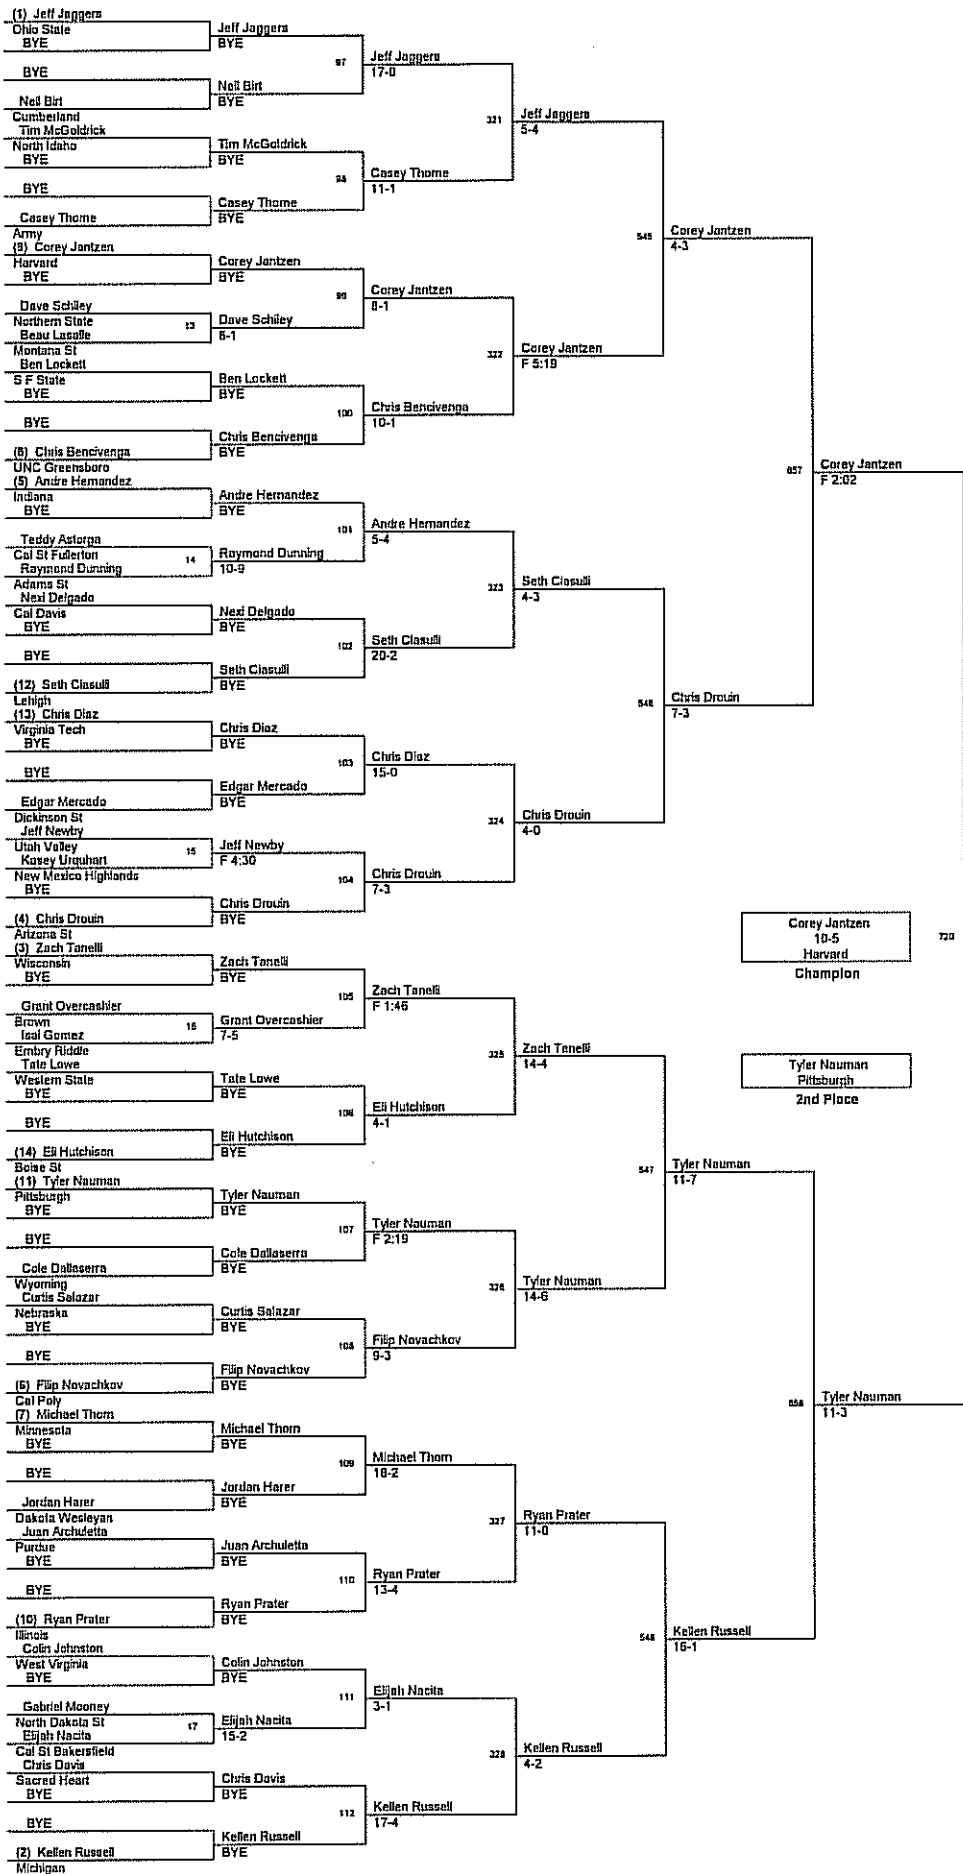 (1) Jeff Jaggers
Ohio State
BYE
Jeff Jaggers
BYE
BYE
Neil Birt
BYE
97
Jeff Jaggers
17-0
Neil Birt
Cumberland
Tim McGoldrick
North Idaho
BYE
Tim McGoldrick
BYE
321
Jeff Jaggers
5-4
BYE
Casey Thome
BYE
98
Casey Thome
11-1
Casey Thome
Army
(9) Corey Jantzen
Harvard
BYE
Corey Jantzen
BYE
545
Corey Jantzen
4-3
Dave Schiley
Northern State
Beau Lasalle
13
Dave Schiley
6-1
99
Corey Jantzen
8-1
Montana St
Ben Lockett
S F State
BYE
Ben Lockett
BYE
322
Corey Jantzen
F 5:19
BYE
Chris Bencivenga
BYE
100
Chris Bencivenga
10-1
(8) Chris Bencivenga
UNC Greensboro
(5) Andre Hernandez
Indiana
BYE
Andre Hernandez
BYE
657
Corey Jantzen
F 2:02
Teddy Astorga
Cal St Fullerton
Raymond Dunning
14
Raymond Dunning
10-9
101
Andre Hernandez
5-4
Adams St
Nexi Delgado
Cal Davis
BYE
Nexi Delgado
BYE
323
Seth Ciasulli
4-3
BYE
Seth Ciasulli
BYE
102
Seth Ciasulli
20-2
(12) Seth Ciasulli
Lehigh
(13) Chris Diaz
Virginia Tech
BYE
Chris Diaz
BYE
546
Chris Drouin
7-3
BYE
Edgar Mercado
BYE
103
Chris Diaz
15-0
Edgar Mercado
Dickinson St
Jeff Newby
Utah Valley
Kasey Urquhart
15
Jeff Newby
F 4:30
324
Chris Drouin
4-0
New Mexico Highlands
BYE
Chris Drouin
BYE
104
Chris Drouin
7-3
(4) Chris Drouin
Arizona St
(3) Zach Tanelli
Wisconsin
BYE
Zach Tanelli
BYE
Corey Jantzen
10-5
Harvard
Champion
720
Grant Overcashier
Brown
Isai Gomez
16
Grant Overcashier
7-5
105
Zach Tanelli
F 1:46
Embry Riddle
Tate Lowe
Western State
BYE
Tate Lowe
BYE
325
Zach Tanelli
14-4
Tyler Nauman
Pittsburgh
2nd Place
BYE
Eli Hutchison
BYE
106
Eli Hutchison
4-1
(14) Eli Hutchison
Boise St
(11) Tyler Nauman
Pittsburgh
BYE
Tyler Nauman
BYE
547
Tyler Nauman
11-7
BYE
Cole Dallaserra
BYE
107
Tyler Nauman
F 2:19
Cole Dallaserra
Wyoming
Curtis Salazar
Nebraska
BYE
Curtis Salazar
BYE
326
Tyler Nauman
14-6
BYE
Filip Novachkov
BYE
108
Filip Novachkov
9-3
(6) Filip Novachkov
Cal Poly
(7) Michael Thorn
Minnesota
BYE
Michael Thorn
BYE
658
Tyler Nauman
11-3
BYE
Jordan Harer
BYE
109
Michael Thorn
18-2
Jordan Harer
Dakota Wesleyan
Juan Archuletta
Purdue
BYE
Juan Archuletta
BYE
327
Ryan Prater
11-0
BYE
Ryan Prater
BYE
110
Ryan Prater
13-4
(10) Ryan Prater
Illinois
Colin Johnston
West Virginia
BYE
Colin Johnston
BYE
548
Kellen Russell
16-1
Gabriel Mooney
North Dakota St
Elijah Nacita
17
Elijah Nacita
15-2
111
Elijah Nacita
3-1
Cal St Bakersfield
Chris Davis
Sacred Heart
BYE
Chris Davis
BYE
328
Kellen Russell
4-2
BYE
Kellen Russell
BYE
112
Kellen Russell
17-4
(2) Kellen Russell
Michigan